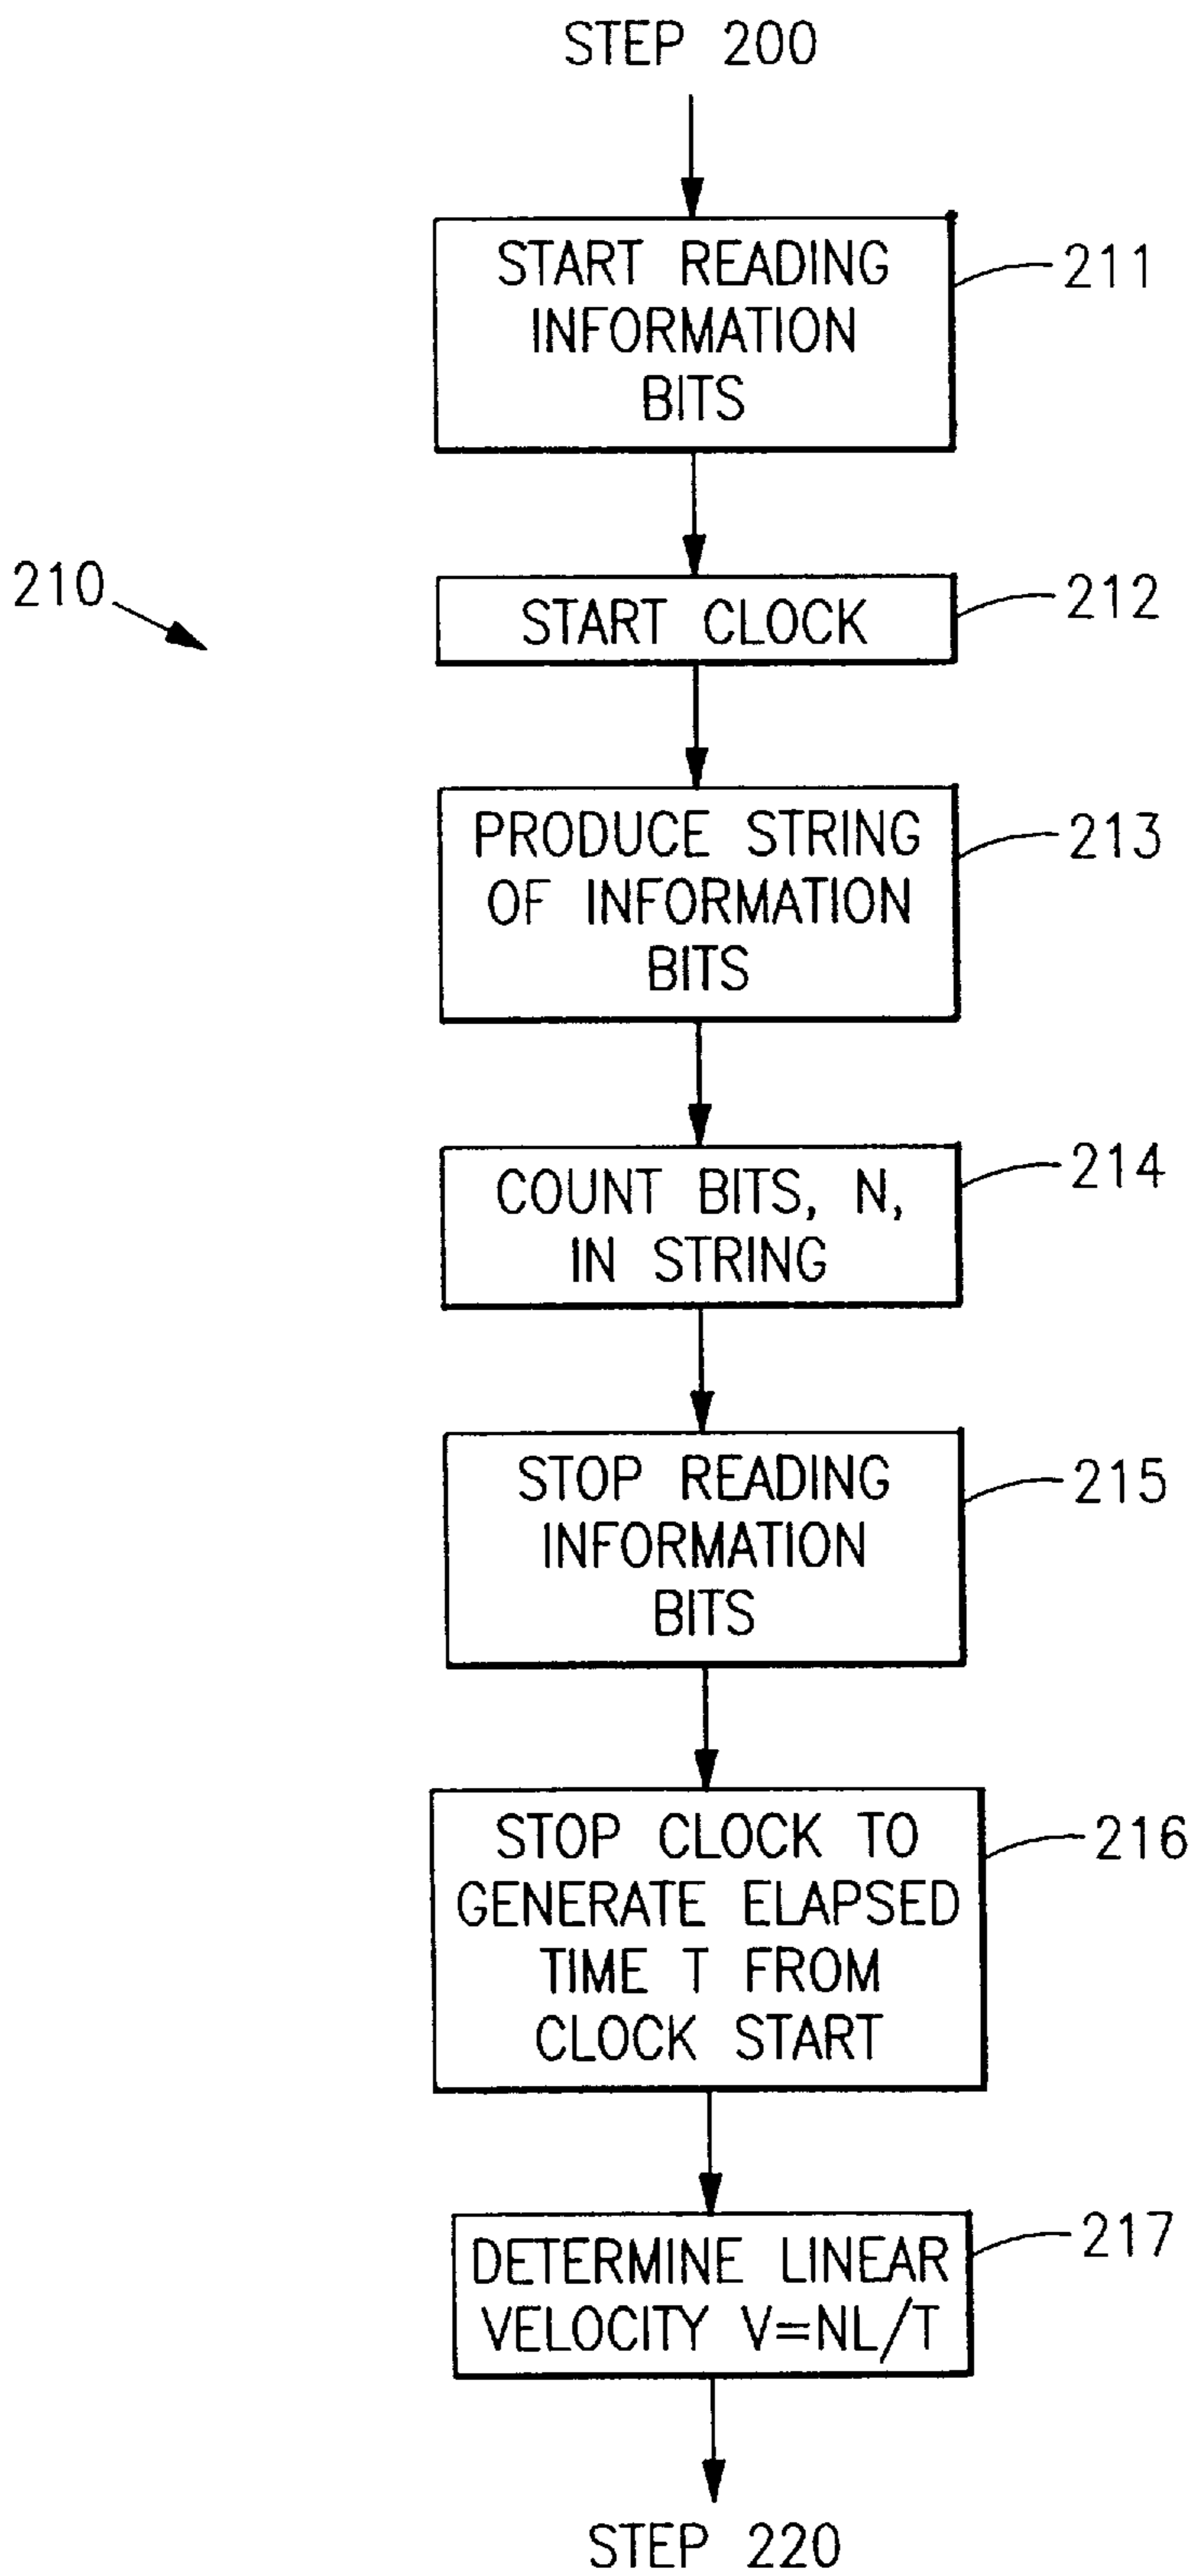 STEP 200
START READING
INFORMATION
BITS
211
210
START CLOCK
212
PRODUCE STRING
OF INFORMATION
BITS
213
COUNT BITS, N,
IN STRING
214
STOP READING
INFORMATION
BITS
215
STOP CLOCK TO
GENERATE ELAPSED
TIME T FROM
CLOCK START
216
DETERMINE LINEAR
VELOCITY V=NL/T
217
STEP 220